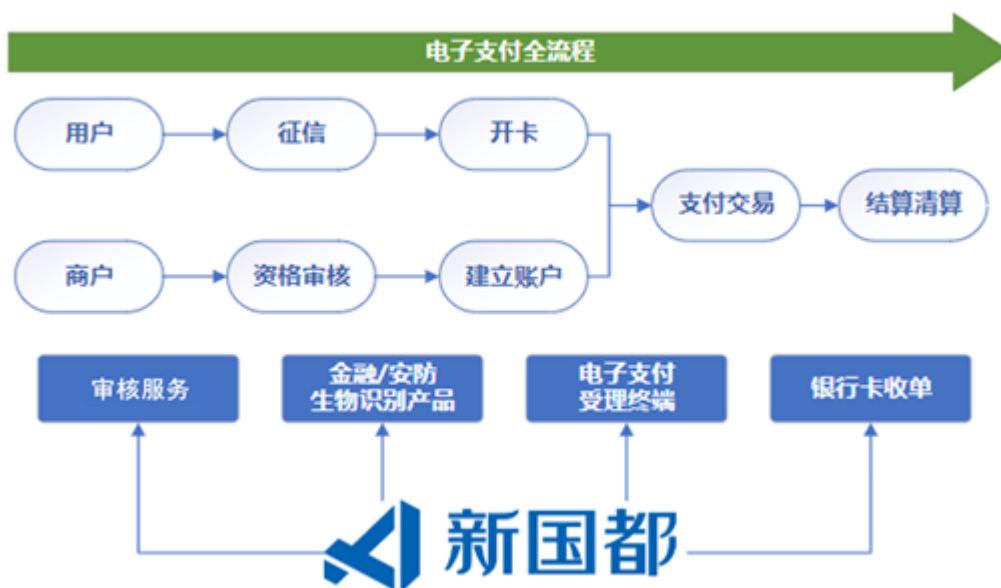 电子支付全流程
用户
征信
开卡
支付交易
结算清算
商户
资格审核
建立账户
审核服务
金融/安防
生物识别产品
电子支付
受理终端
银行卡收单
新国都